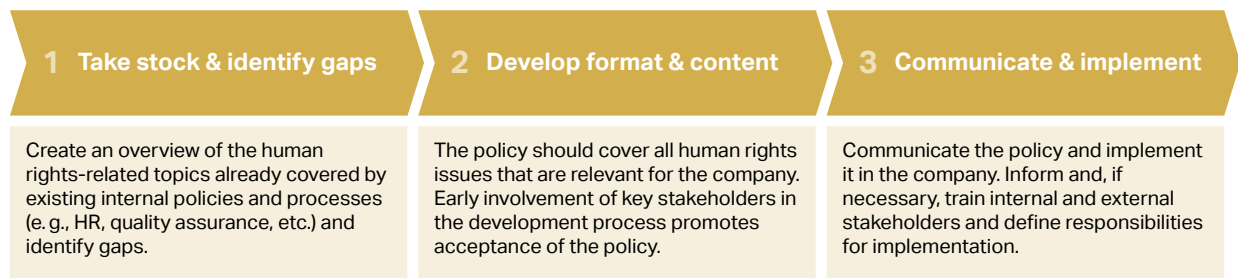 1 Take stock & identify gaps
Create an overview of the human
rights-related topics already covered by
existing internal policies and processes
(e. g., HR, quality assurance, etc.) and
identify gaps.
2 Develop format & content
The policy should cover all human rights
issues that are relevant for the company.
Early involvement of key stakeholders in
the development process promotes
acceptance of the policy.
3 Communicate & implement
Communicate the policy and implement
it in the company. Inform and, if
necessary, train internal and external
stakeholders and define responsibilities
for implementation.